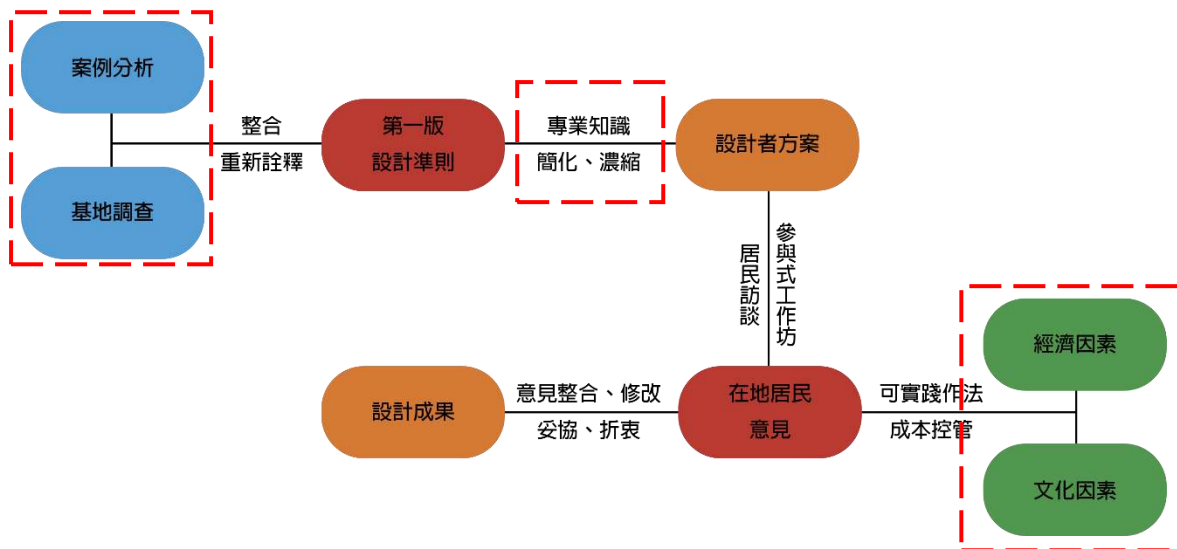 案例分析
基地調查
整合
重新詮釋
第一版
設計準則
專業知識
簡化、濃縮
設計者方案
參與式工作坊
居民訪談
經濟因素
文化因素
可實踐作法
成本控管
在地居民
意見
意見整合、修改
妥協、折衷
設計成果